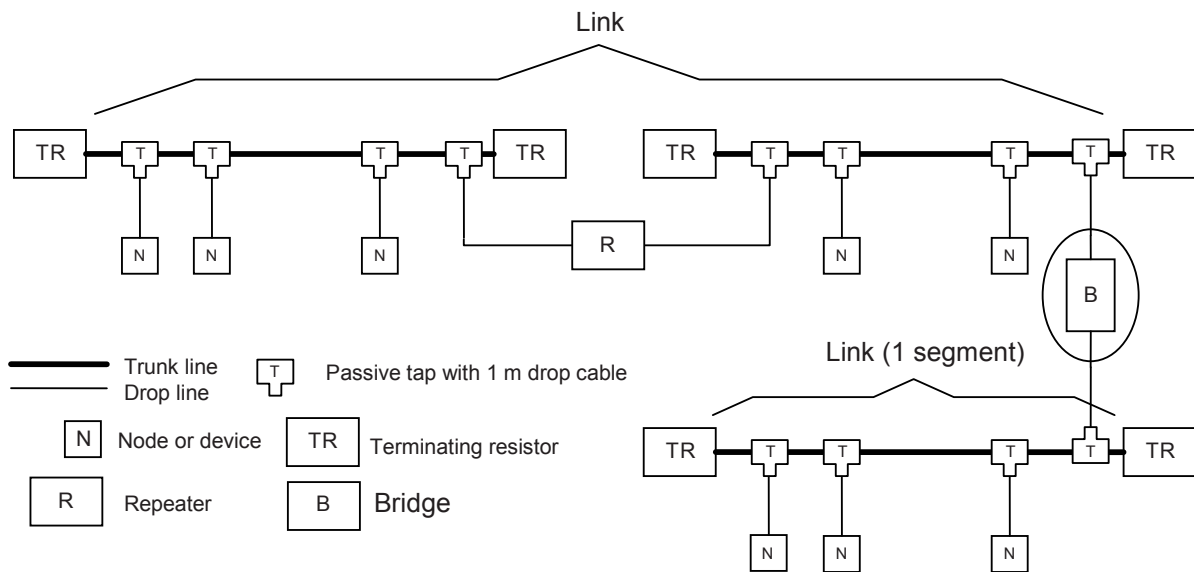 Link
TR T T T T TR TR T T T T TR
N N N R N N
B
Trunk line
Drop line
T Passive tap with 1 m drop cable
Link (1 segment)
N Node or device
TR Terminating resistor
R Repeater
B Bridge
TR T T T T TR
N N N